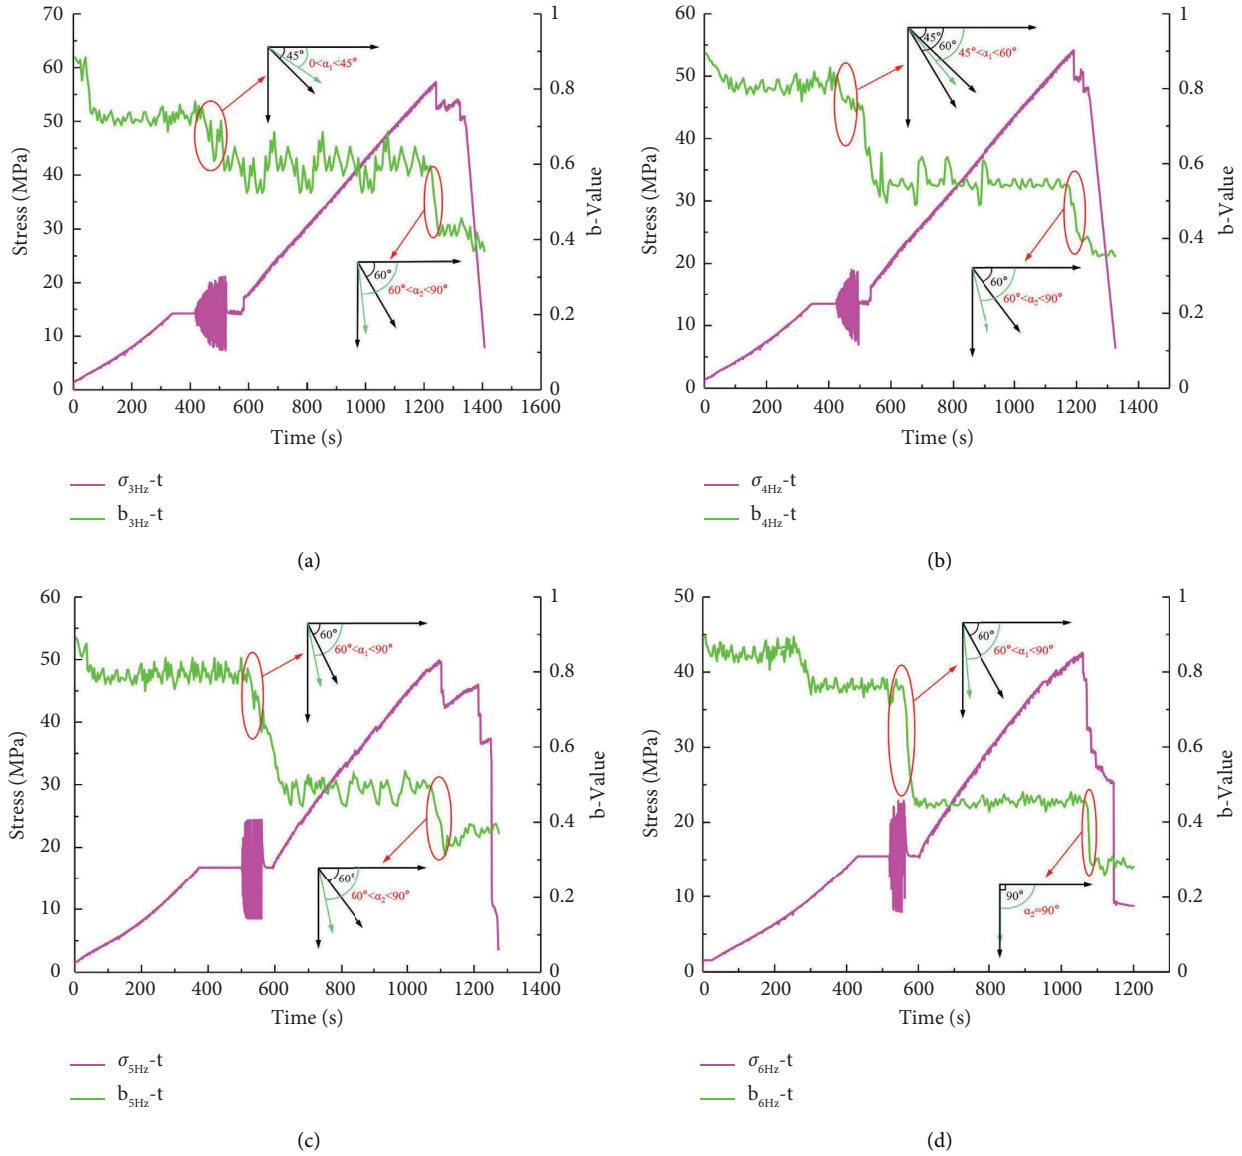 70
60
50
40
30
20
10
0
Stress (MPa)
1
0.8
0.6
0.4
0.2
0
b-Value
0 200 400 600 800 1000 1200 1400 1600
Time (s)
45°
0<α₁<45°
60°
60°<α₂<90°
σ₃Hz-t
b₃Hz-t
(a)
60
50
40
30
20
10
0
Stress (MPa)
1
0.8
0.6
0.4
0.2
0
b-Value
0 200 400 600 800 1000 1200 1400
Time (s)
45°
60°
45°<α₁<60°
60°
60°<α₂<90°
σ₄Hz-t
b₄Hz-t
(b)
60
50
40
30
20
10
0
Stress (MPa)
1
0.8
0.6
0.4
0.2
0
b-Value
0 200 400 600 800 1000 1200 1400
Time (s)
60°
60°<α₁<90°
60°
60°<α₂<90°
σ₅Hz-t
b₅Hz-t
(c)
50
40
30
20
10
0
Stress (MPa)
1
0.8
0.6
0.4
0.2
0
b-Value
0 200 400 600 800 1000 1200
Time (s)
60°
60°<α₁<90°
90°
α₂=90°
σ₆Hz-t
b₆Hz-t
(d)